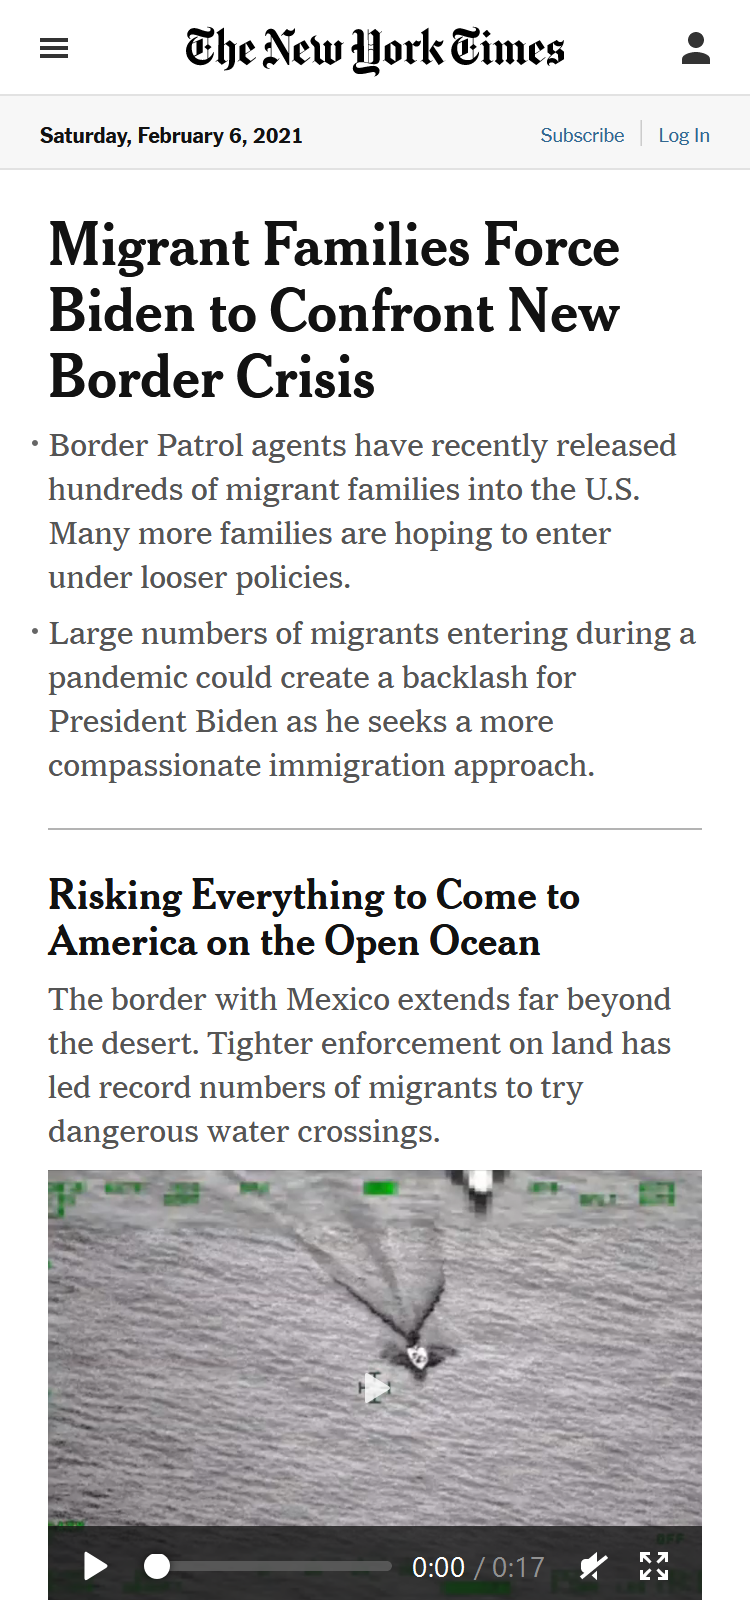 The New York Times
Saturday, February 6, 2021
Subscribe
Log In
Migrant Families Force
Biden to Confront New
Border Crisis
• Border Patrol agents have recently released
hundreds of migrant families into the U.S.
Many more families are hoping to enter
under looser policies.
• Large numbers of migrants entering during a
pandemic could create a backlash for
President Biden as he seeks a more
compassionate immigration approach.
Risking Everything to Come to
America on the Open Ocean
The border with Mexico extends far beyond
the desert. Tighter enforcement on land has
led record numbers of migrants to try
dangerous water crossings.
0:00 / 0:17